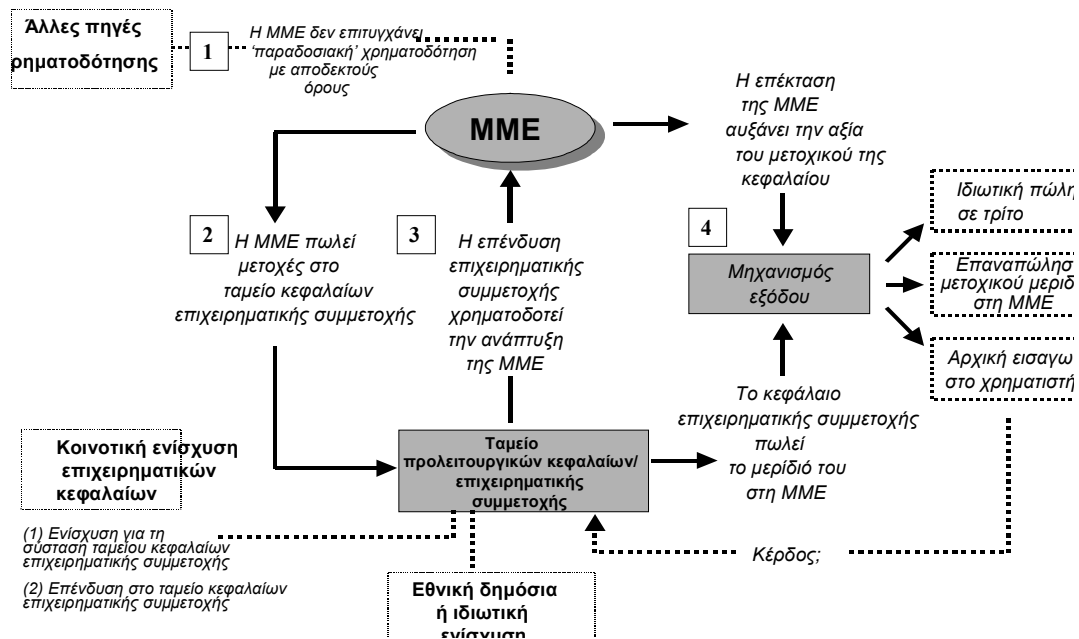 Άλλες πηγές
ρηματοδότησης
1
Η ΜΜΕ δεν επιτυγχάνει
‘παραδοσιακή’ χρηματοδότηση
με αποδεκτούς
όρους
ΜΜΕ
Η επέκταση
της ΜΜΕ
αυξάνει την αξία
του μετοχικού της
κεφαλαίου
2
Η ΜΜΕ πωλεί
μετοχές στο
ταμείο κεφαλαίων
επιχειρηματικής συμμετοχής
3
Η επένδυση
επιχειρηματικής
συμμετοχής
χρηματοδοτεί
την ανάπτυξη
της ΜΜΕ
4
Μηχανισμός
εξόδου
Ιδιωτική πώλη
σε τρίτο
Επαναπώλησ
μετοχικού μεριδ
στη ΜΜΕ
Αρχική εισαγω
στο χρηματιστή
Το κεφάλαιο
επιχειρηματικής συμμετοχής
πωλεί
το μερίδιό του
στη ΜΜΕ
Κοινοτική ενίσχυση
επιχειρηματικών
κεφαλαίων
Ταμείο
προλειτουργικών κεφαλαίων/
επιχειρηματικής
συμμετοχής
(1) Ενίσχυση για τη
σύσταση ταμείου κεφαλαίων
επιχειρηματικής συμμετοχής
(2) Επένδυση στο ταμείο κεφαλαίων
επιχειρηματικής συμμετοχής
Κέρδος;
Εθνική δημόσια
ή ιδιωτική
ενίσχυση